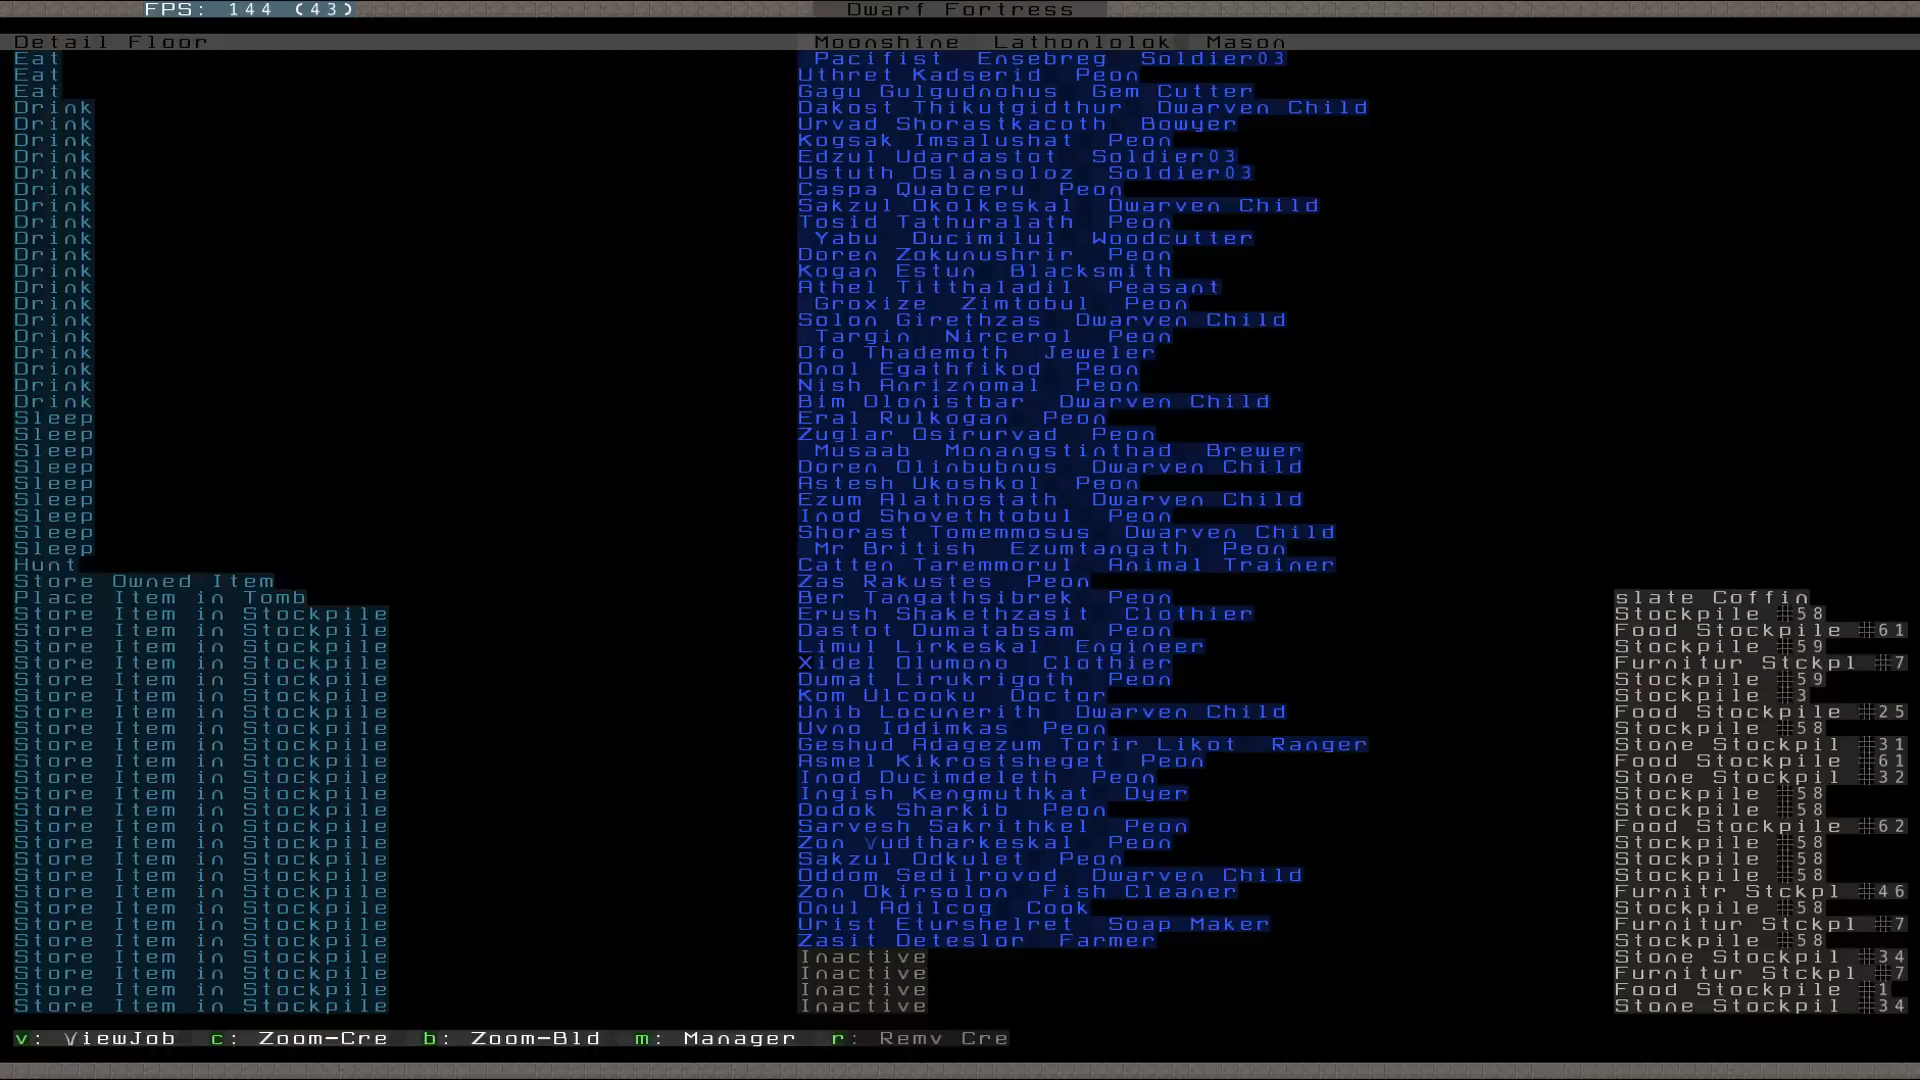 FPS: 144 (43) Dwarf Fortress
Detail Floor Moonshine Lathonlolok Mason
Eat Pacifist Ensebreg Soldier03
Eat Uthret Kadserid Peon
Eat Gagu Gulgudnohus Gem Cutter
Drink Dakost Thikutgidthur Dwarven Child
Drink Urvad Shorastkacoth Bowyer
Drink Kogsak Imsalushat Peon
Drink Edzul Udardastot Soldier03
Drink Ustuth Oslansoloz Soldier03
Drink Caspa Quabceru Peon
Drink Sakzul Okolkeskal Dwarven Child
Drink Tosid Tathuralath Peon
Drink Yabu Ducimilul Woodcutter
Drink Doren Zokunushrir Peon
Drink Kogan Estun Blacksmith
Drink Athel Titthaladil Peasant
Drink Groxize Zimtobul Peon
Drink Solon Girethzas Dwarven Child
Drink Targin Nircerol Peon
Drink Ofo Thademoth Jeweler
Drink Onol Egathfikod Peon
Drink Nish Anriznomal Peon
Drink Bim Olonistbar Dwarven Child
Sleep Eral Rulkogan Peon
Sleep Zuglar Osirurvad Peon
Sleep Musaab Monangstinthad Brewer
Sleep Doren Olinbubnus Dwarven Child
Sleep Astesh Ukoshkol Peon
Sleep Ezum Alathostath Dwarven Child
Sleep Inod Shovethtobul Peon
Sleep Shorast Tomemmosus Dwarven Child
Sleep Mr British Ezumtangath Peon
Hunt Catten Taremmorul Animal Trainer
Store Owned Item Zas Rakustes Peon
Place Item in Tomb Ber Tangathsibrek Peon slate Coffin
Store Item in Stockpile Erush Shakethzasit Clothier Stockpile #58
Store Item in Stockpile Dastot Dumatabsam Peon Food Stockpile #61
Store Item in Stockpile Limul Lirkeskal Engineer Stockpile #59
Store Item in Stockpile Xidel Olumono Clothier Furnitur Stckpl #7
Store Item in Stockpile Dumat Lirukrigoth Peon Stockpile #59
Store Item in Stockpile Kom Ulcooku Doctor Stockpile #3
Store Item in Stockpile Unib Locunerith Dwarven Child Food Stockpile #25
Store Item in Stockpile Uvno Iddimkas Peon Stockpile #58
Store Item in Stockpile Geshud Adagezum Torir Likot Ranger Stone Stockpil #31
Store Item in Stockpile Asmel Kikrostsheget Peon Food Stockpile #61
Store Item in Stockpile Inod Ducimdeleth Peon Stone Stockpil #32
Store Item in Stockpile Ingish Kengmuthkat Dyer Stockpile #58
Store Item in Stockpile Dodok Sharkib Peon Stockpile #58
Store Item in Stockpile Sarvesh Sakrithkel Peon Food Stockpile #62
Store Item in Stockpile Zon Vudtharkeskal Peon Stockpile #58
Store Item in Stockpile Sakzul Odkulet Peon Stockpile #58
Store Item in Stockpile Oddom Sedilrovod Dwarven Child Stockpile #58
Store Item in Stockpile Zon Okirsolon Fish Cleaner Furnitr Stckpl #46
Store Item in Stockpile Onul Adilcog Cook Stockpile #58
Store Item in Stockpile Urist Eturshelret Soap Maker Furnitur Stckpl #7
Store Item in Stockpile Zasit Deteslor Farmer Stockpile #58
Store Item in Stockpile Inactive Stone Stockpil #34
Store Item in Stockpile Inactive Furnitur Stckpl #7
Store Item in Stockpile Inactive Food Stockpile #1
Store Item in Stockpile Inactive Stone Stockpil #34
v: ViewJob c: Zoom-Cre b: Zoom-Bld m: Manager r: Remv Cre